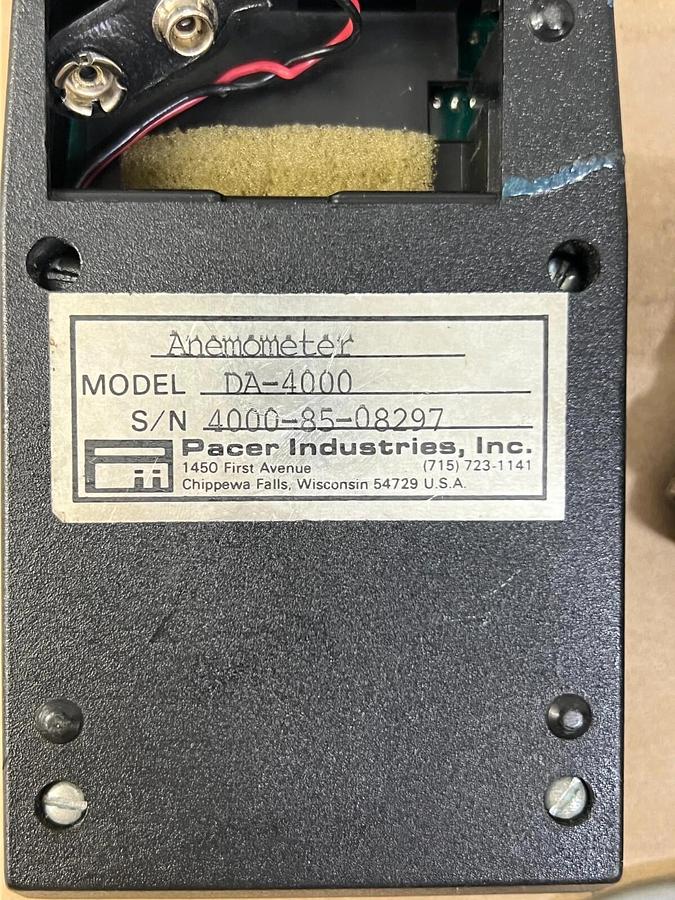 Anemometer
MODEL DA-4000
S/N 4000-85-08297
Pacer Industries, Inc.
1450 First Avenue (715) 723-1141
Chippewa Falls, Wisconsin 54729 U.S.A.